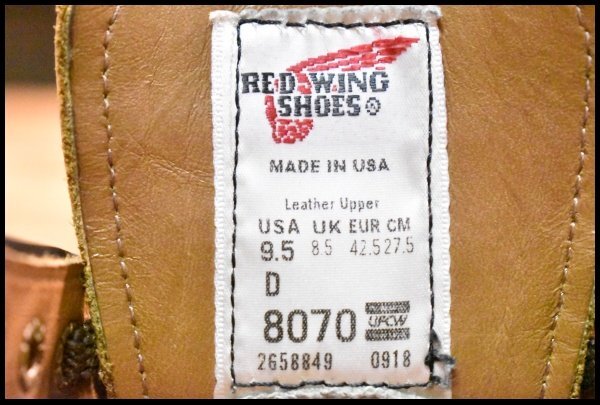 RED WING
SHOES®
MADE IN USA
Leather Upper
USA UK EUR CM
9.5 8.5 42.5 27.5
D
8070 UFCW
2658849 0918